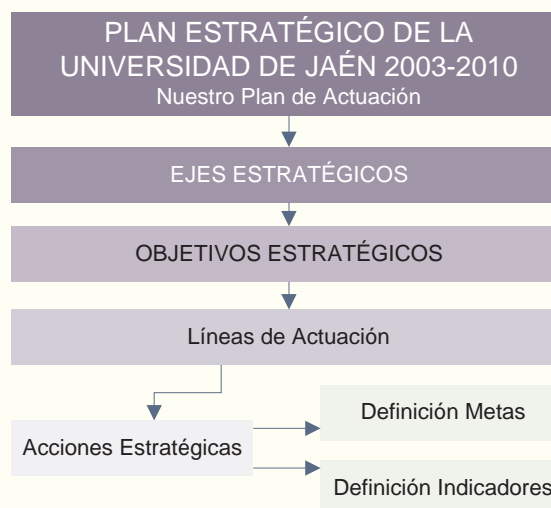 PLAN ESTRATÉGICO DE LA
UNIVERSIDAD DE JAÉN 2003-2010
Nuestro Plan de Actuación
EJES ESTRATÉGICOS
OBJETIVOS ESTRATÉGICOS
Líneas de Actuación
Acciones Estratégicas
Definición Metas
Definición Indicadores